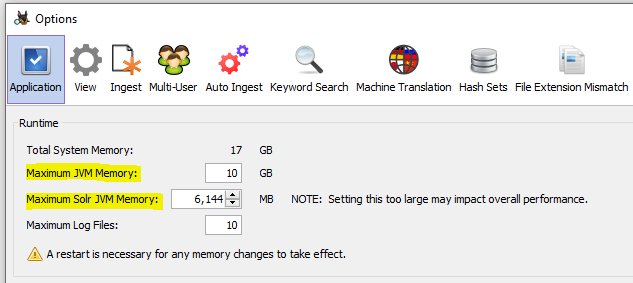 Options
Application View Ingest Multi-User Auto Ingest Keyword Search Machine Translation Hash Sets File Extension Mismatch
Runtime
Total System Memory: 17 GB
Maximum JVM Memory: 10 GB
Maximum Solr JVM Memory: 6,144 MB NOTE: Setting this too large may impact overall performance.
Maximum Log Files: 10
A restart is necessary for any memory changes to take effect.